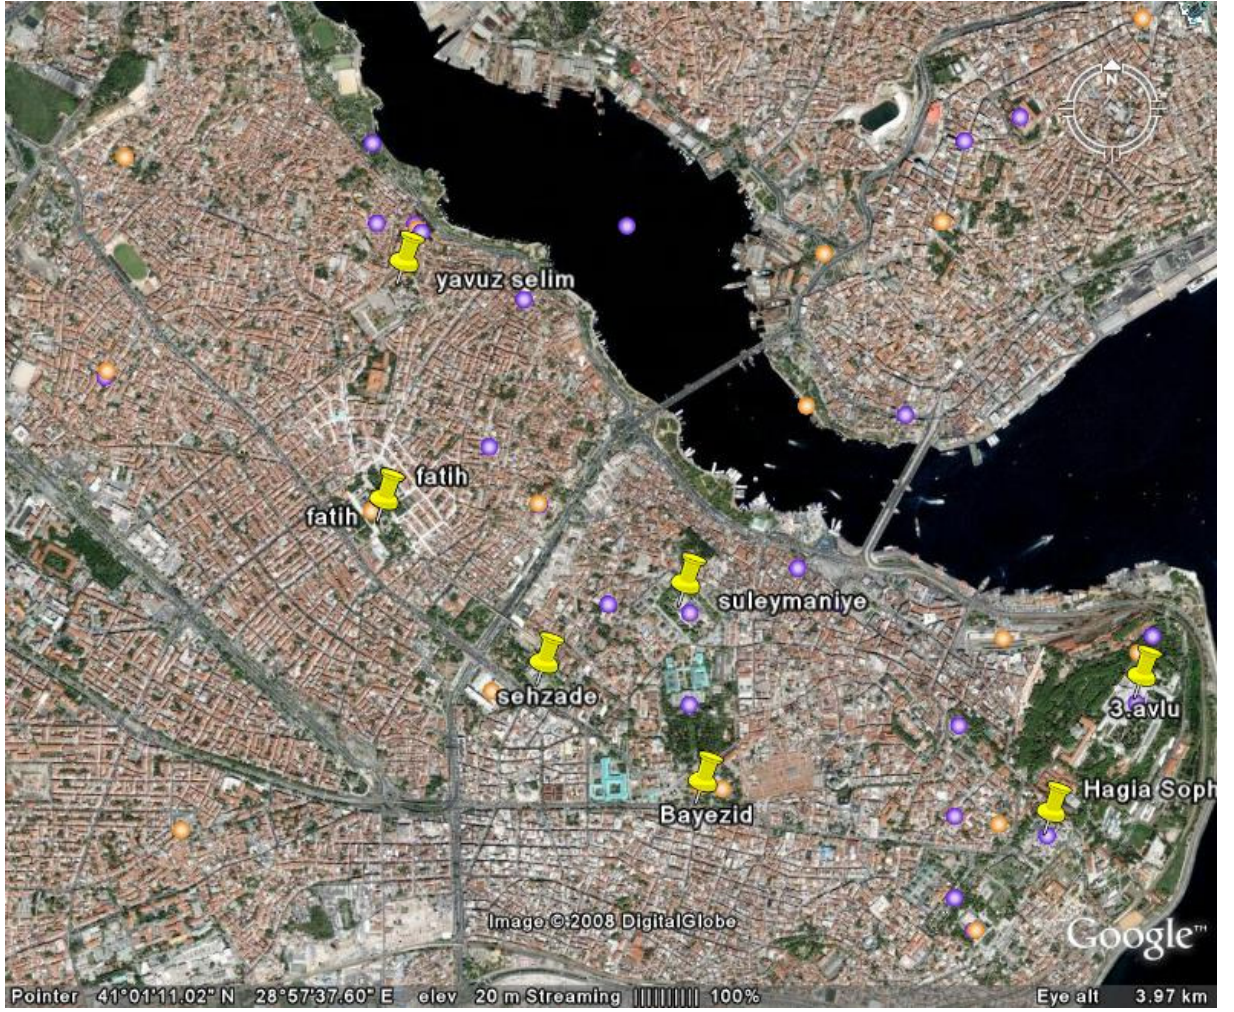 N
yavuz selim
fatih
fatih
suleymaniye
sehzade
3.avlu
Hagia Soph
Bayezid
Image © 2008 DigitalGlobe
Google™
Pointer 41°01'11.02" N 28°57'37.60" E elev 20 m Streaming |||||||||| 100% Eye alt 3.97 km